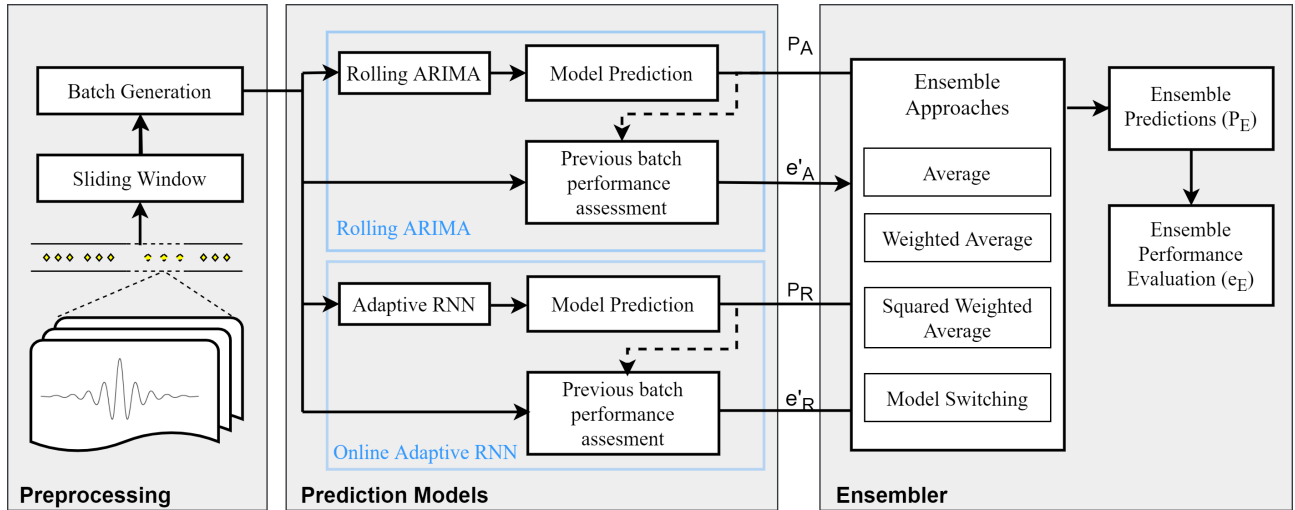 Batch Generation
Sliding Window
Preprocessing
Rolling ARIMA
Model Prediction
Previous batch
performance
assessment
Rolling ARIMA
Adaptive RNN
Model Prediction
Previous batch
performance
assesment
Online Adaptive RNN
Prediction Models
P_A
e'_A
P_R
e'_R
Ensemble
Approaches
Average
Weighted Average
Squared Weighted
Average
Model Switching
Ensemble
Predictions (P_E)
Ensemble
Performance
Evaluation (e_E)
Ensembler